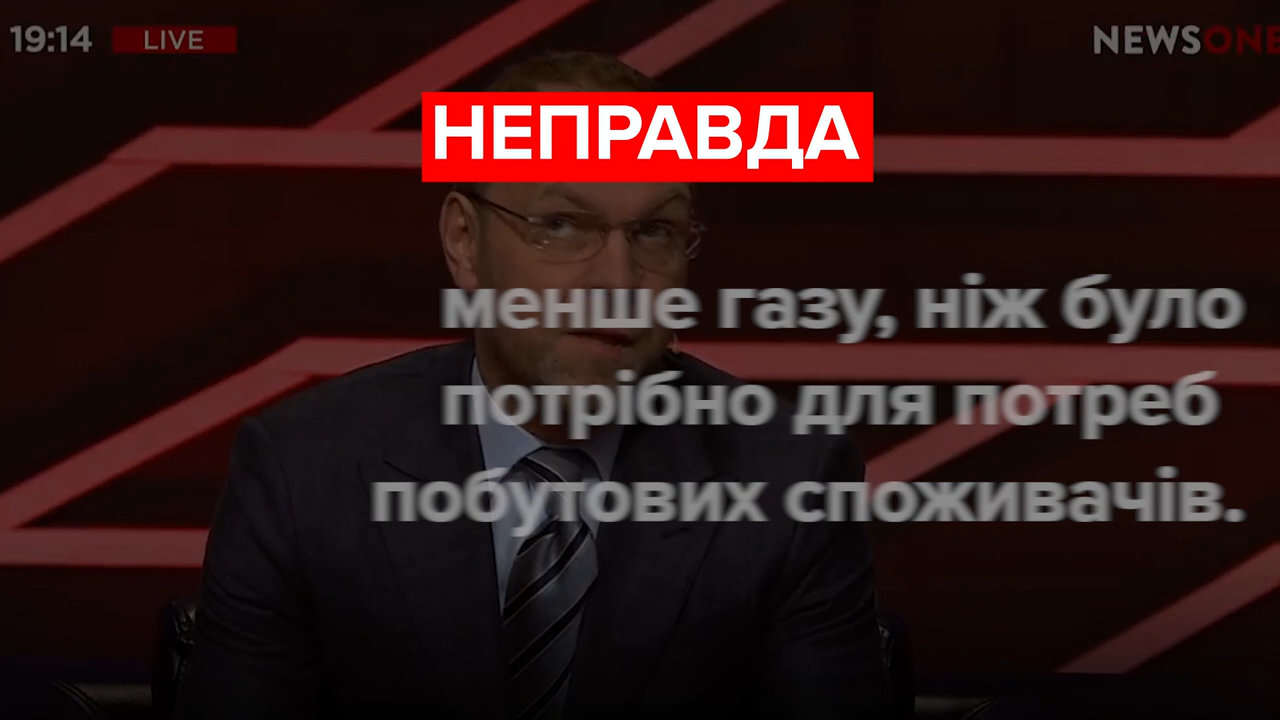 19:14 LIVE NEWSONE
НЕПРАВДА
менше газу, ніж було
потрібно для потреб
побутових споживачів.